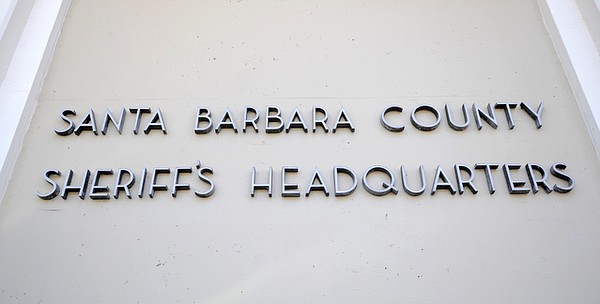 SANTA BARBARA COUNTY
SHERIFF'S HEADQUARTERS